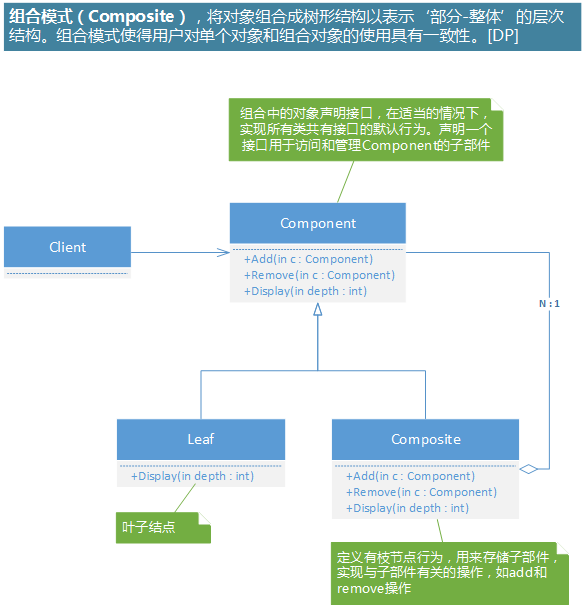 组合模式（Composite），将对象组合成树形结构以表示‘部分-整体’的层次
结构。组合模式使得用户对单个对象和组合对象的使用具有一致性。[DP]
组合中的对象声明接口，在适当的情况下，
实现所有类共有接口的默认行为。声明一个
接口用于访问和管理Component的子部件
Component
+Add(in c : Component)
+Remove(in c : Component)
+Display(in depth : int)
Client
N : 1
Leaf
+Display(in depth : int)
Composite
+Add(in c : Component)
+Remove(in c : Component)
+Display(in depth : int)
叶子结点
定义有枝节点行为，用来存储子部件，
实现与子部件有关的操作，如add和
remove操作